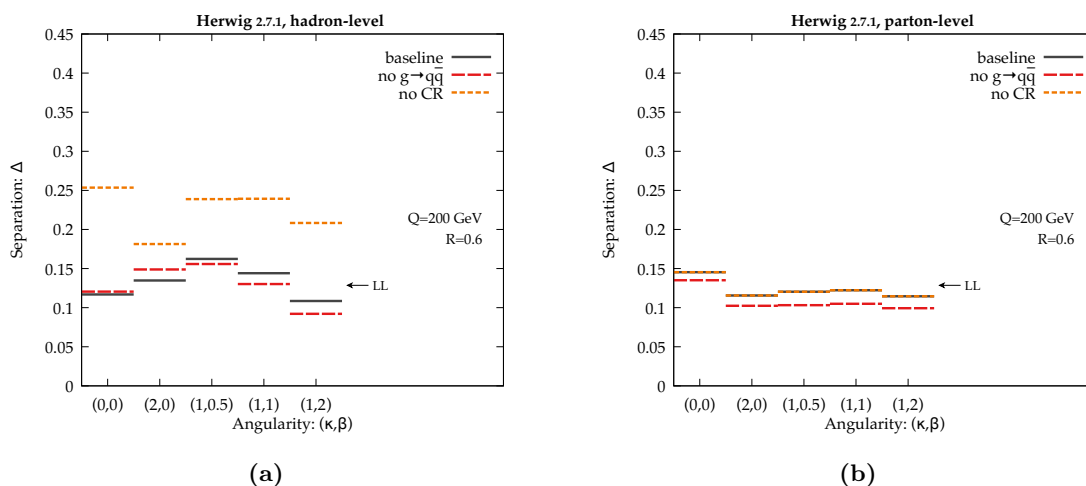 Herwig 2.7.1, hadron-level
Separation: Δ
0.45
0.4
0.35
0.3
0.25
0.2
0.15
0.1
0.05
0
baseline
no g→qq̅
no CR
Q=200 GeV
R=0.6
← LL
(0,0) (2,0) (1,0.5) (1,1) (1,2)
Angularity: (κ,β)
(a)
Herwig 2.7.1, parton-level
Separation: Δ
0.45
0.4
0.35
0.3
0.25
0.2
0.15
0.1
0.05
0
baseline
no g→qq̅
no CR
Q=200 GeV
R=0.6
← LL
(0,0) (2,0) (1,0.5) (1,1) (1,2)
Angularity: (κ,β)
(b)